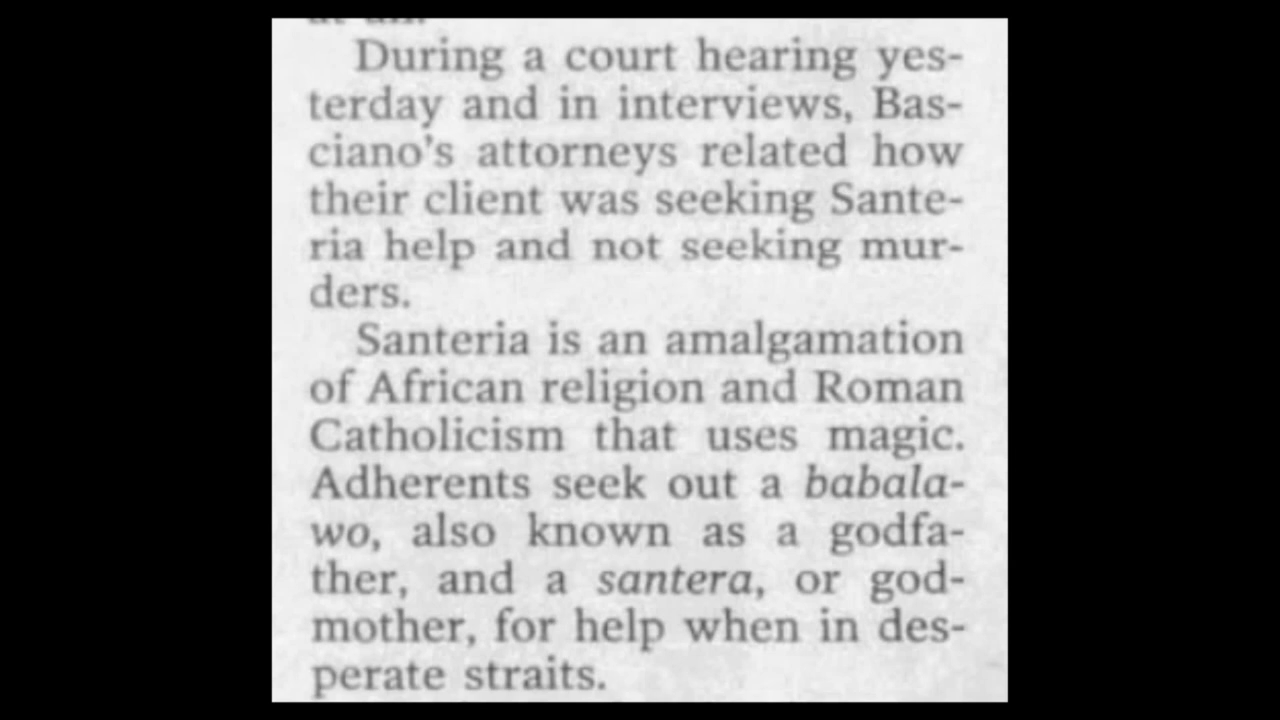 at all.
During a court hearing yes-
terday and in interviews, Bas-
ciano's attorneys related how
their client was seeking Sante-
ria help and not seeking mur-
ders.
Santeria is an amalgamation
of African religion and Roman
Catholicism that uses magic.
Adherents seek out a babala-
wo, also known as a godfa-
ther, and a santera, or god-
mother, for help when in des-
perate straits.